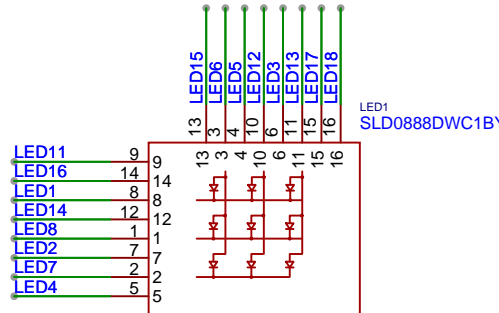 LED15
LED6
LED5
LED12
LED3
LED13
LED17
LED18
13
3
4
10
6
11
15
16
LED1
SLD0888DWC1BY
13
3
4
10
6
11
15
16
LED11 9 9
LED16 14 14
LED1 8 8
LED14 12 12
LED8 1 1
LED2 7 7
LED7 2 2
LED4 5 5